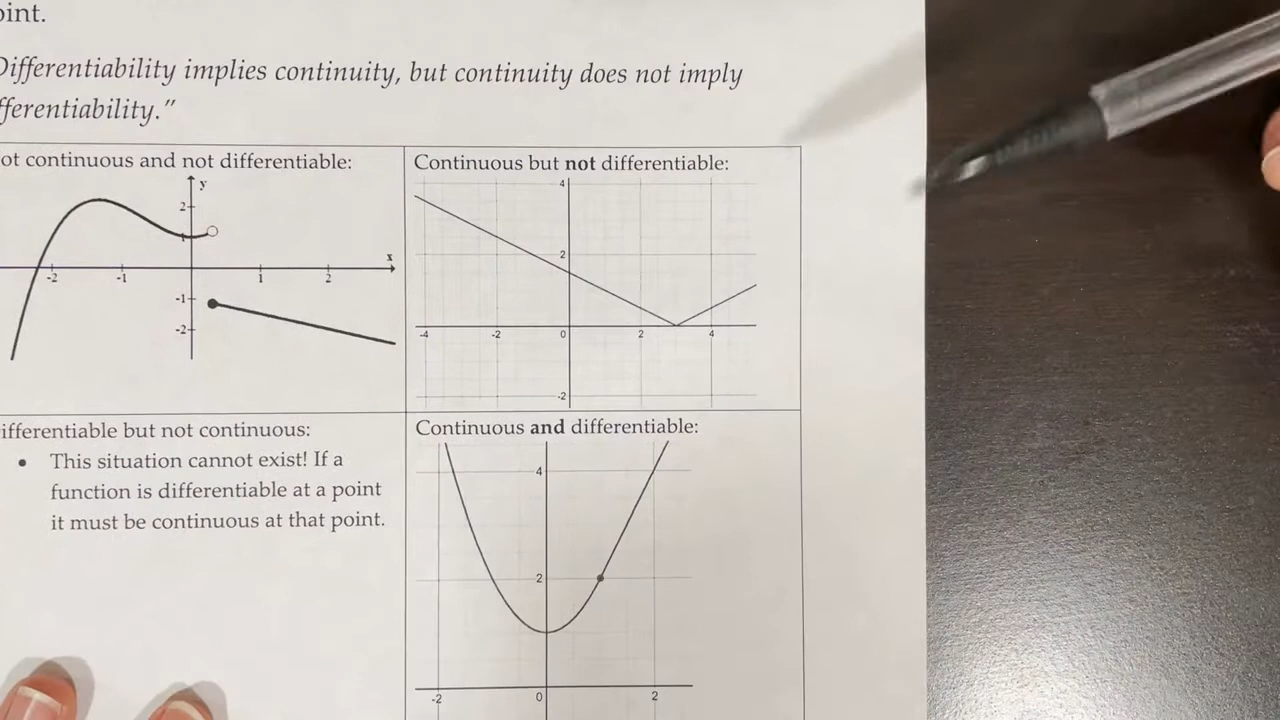 oint.
Differentiability implies continuity, but continuity does not imply
fferentiability.”
ot continuous and not differentiable:
Continuous but not differentiable:
y
2
1
x
-2
-1
1
2
-1
-2
4
2
-4
-2
0
2
4
-2
ifferentiable but not continuous:
• This situation cannot exist! If a
function is differentiable at a point
it must be continuous at that point.
Continuous and differentiable:
4
2
-2
0
2